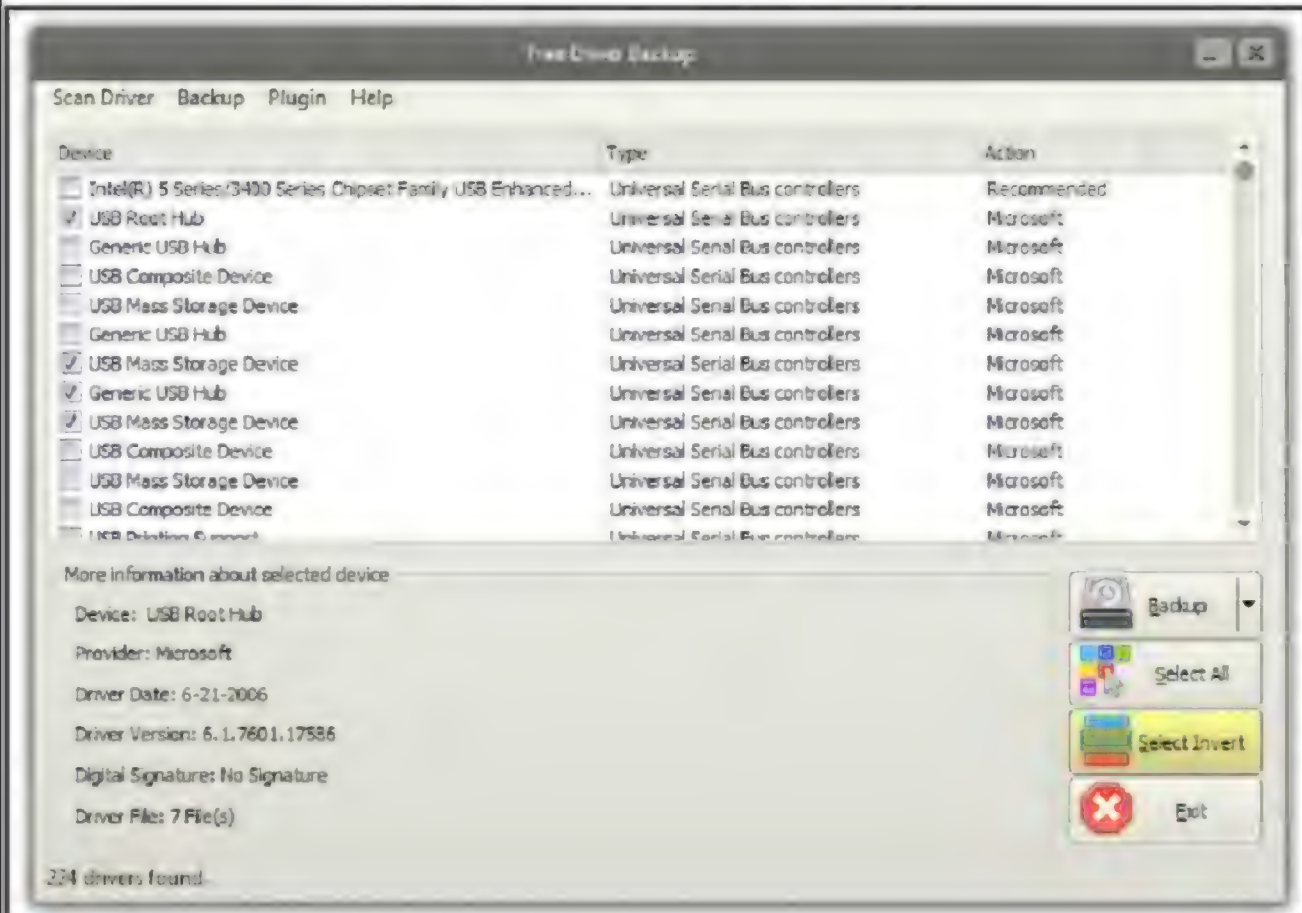 Free Driver Backup
Scan Driver Backup Plugin Help
Device Type Action
Intel(R) 5 Series/3400 Series Chipset Family USB Enhanced... Universal Serial Bus controllers Recommended
USB Root Hub Universal Serial Bus controllers Microsoft
Generic USB Hub Universal Serial Bus controllers Microsoft
USB Composite Device Universal Serial Bus controllers Microsoft
USB Mass Storage Device Universal Serial Bus controllers Microsoft
Generic USB Hub Universal Serial Bus controllers Microsoft
USB Mass Storage Device Universal Serial Bus controllers Microsoft
Generic USB Hub Universal Serial Bus controllers Microsoft
USB Mass Storage Device Universal Serial Bus controllers Microsoft
USB Composite Device Universal Serial Bus controllers Microsoft
USB Mass Storage Device Universal Serial Bus controllers Microsoft
USB Composite Device Universal Serial Bus controllers Microsoft
USB Printing Support Universal Serial Bus controllers Microsoft
More information about selected device
Device: USB Root Hub
Provider: Microsoft
Driver Date: 6-21-2006
Driver Version: 6.1.7601.17586
Digital Signature: No Signature
Driver File: 7 File(s)
Backup
Select All
Select Invert
Exit
234 drivers found